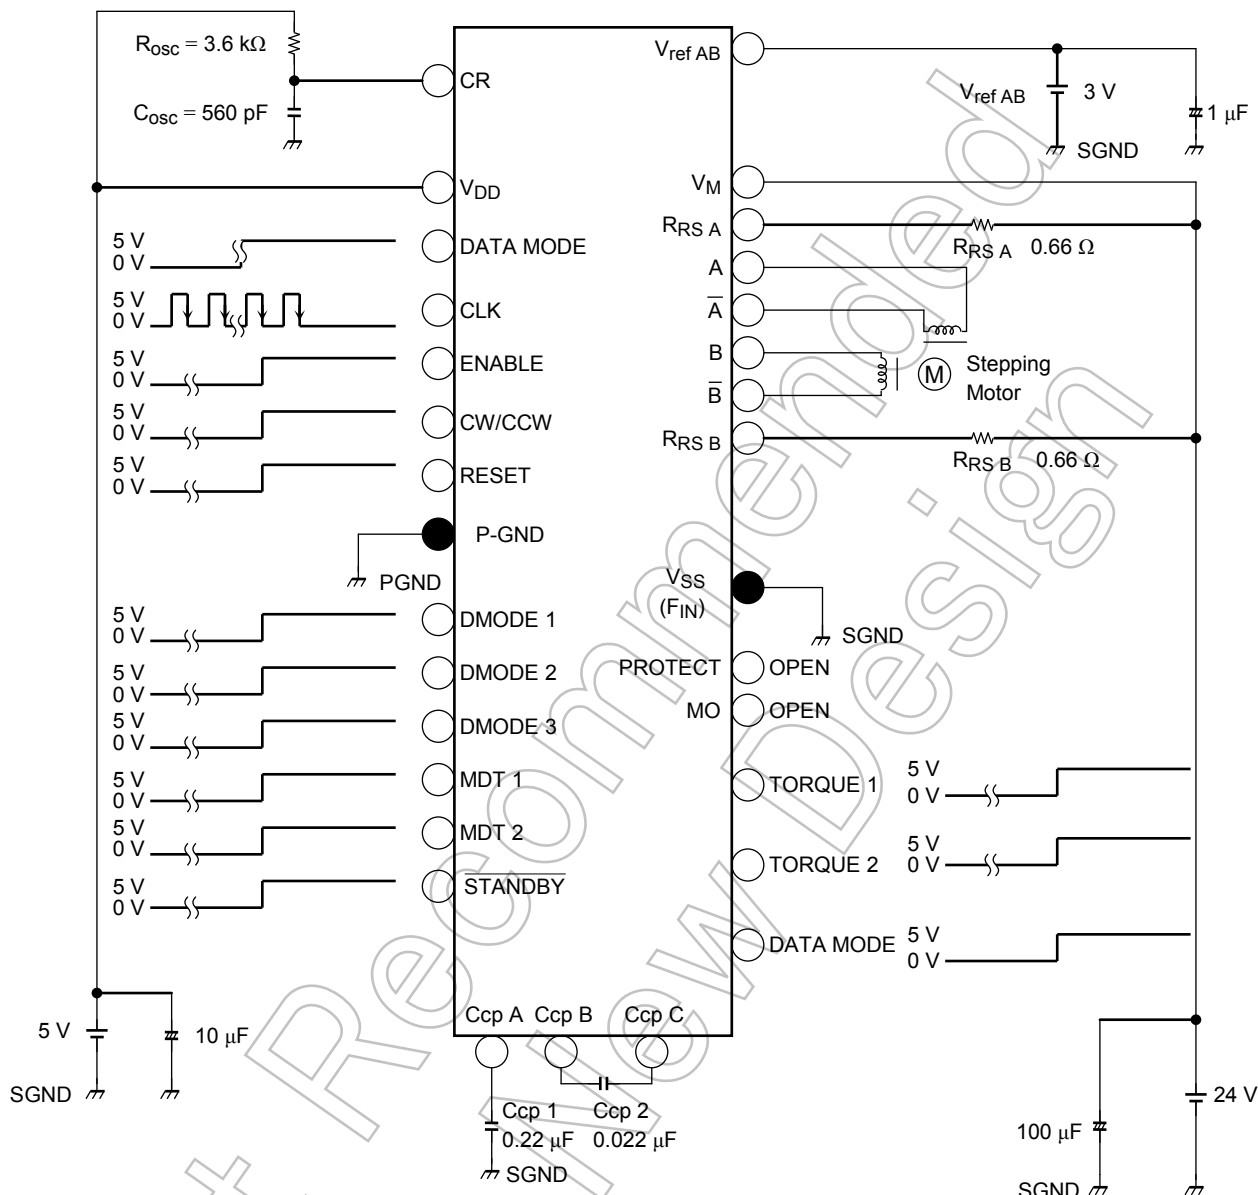 Rosc = 3.6 kΩ
Cosc = 560 pF
CR
VDD
5 V
0 V
DATA MODE
5 V
0 V
CLK
5 V
0 V
ENABLE
5 V
0 V
CW/CCW
5 V
0 V
RESET
P-GND
PGND
5 V
0 V
DMODE 1
5 V
0 V
DMODE 2
5 V
0 V
DMODE 3
5 V
0 V
MDT 1
5 V
0 V
MDT 2
5 V
0 V
STANDBY
5 V
10 μF
SGND
Ccp A Ccp B Ccp C
Ccp 1
0.22 μF
Ccp 2
0.022 μF
SGND
Vref AB
Vref AB
3 V
1 μF
SGND
VM
RRS A
RRS A 0.66 Ω
A
A̅
B
B̅
M
Stepping
Motor
RRS B
RRS B 0.66 Ω
VSS
(FIN)
SGND
PROTECT
OPEN
MO
OPEN
TORQUE 1
5 V
0 V
TORQUE 2
5 V
0 V
DATA MODE
5 V
0 V
24 V
100 μF
SGND
t Recommended
New Design